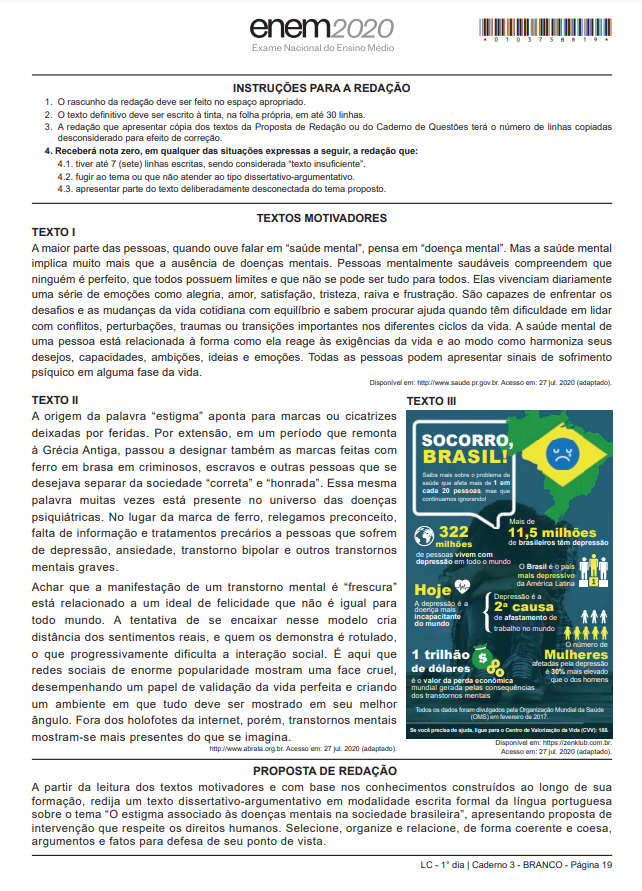 enem2020
Exame Nacional do Ensino Médio
*010375BR19*
INSTRUÇÕES PARA A REDAÇÃO
1. O rascunho da redação deve ser feito no espaço apropriado.
2. O texto definitivo deve ser escrito à tinta, na folha própria, em até 30 linhas.
3. A redação que apresentar cópia dos textos da Proposta de Redação ou do Caderno de Questões terá o número de linhas copiadas
desconsiderado para efeito de correção.
4. Receberá nota zero, em qualquer das situações expressas a seguir, a redação que:
4.1. tiver até 7 (sete) linhas escritas, sendo considerada “texto insuficiente”.
4.2. fugir ao tema ou que não atender ao tipo dissertativo-argumentativo.
4.3. apresentar parte do texto deliberadamente desconectada do tema proposto.
TEXTOS MOTIVADORES
TEXTO I
A maior parte das pessoas, quando ouve falar em “saúde mental”, pensa em “doença mental”. Mas a saúde mental
implica muito mais que a ausência de doenças mentais. Pessoas mentalmente saudáveis compreendem que
ninguém é perfeito, que todos possuem limites e que não se pode ser tudo para todos. Elas vivenciam diariamente
uma série de emoções como alegria, amor, satisfação, tristeza, raiva e frustração. São capazes de enfrentar os
desafios e as mudanças da vida cotidiana com equilíbrio e sabem procurar ajuda quando têm dificuldade em lidar
com conflitos, perturbações, traumas ou transições importantes nos diferentes ciclos da vida. A saúde mental de
uma pessoa está relacionada à forma como ela reage às exigências da vida e ao modo como harmoniza seus
desejos, capacidades, ambições, ideias e emoções. Todas as pessoas podem apresentar sinais de sofrimento
psíquico em alguma fase da vida.
Disponível em: http://www.saude.pr.gov.br. Acesso em: 27 jul. 2020 (adaptado).
TEXTO II
A origem da palavra “estigma” aponta para marcas ou cicatrizes
deixadas por feridas. Por extensão, em um período que remonta
à Grécia Antiga, passou a designar também as marcas feitas com
ferro em brasa em criminosos, escravos e outras pessoas que se
desejava separar da sociedade “correta” e “honrada”. Essa mesma
palavra muitas vezes está presente no universo das doenças
psiquiátricas. No lugar da marca de ferro, relegamos preconceito,
falta de informação e tratamentos precários a pessoas que sofrem
de depressão, ansiedade, transtorno bipolar e outros transtornos
mentais graves.
Achar que a manifestação de um transtorno mental é “frescura”
está relacionado a um ideal de felicidade que não é igual para
todo mundo. A tentativa de se encaixar nesse modelo cria
distância dos sentimentos reais, e quem os demonstra é rotulado,
o que progressivamente dificulta a interação social. É aqui que
redes sociais de enorme popularidade mostram uma face cruel,
desempenhando um papel de validação da vida perfeita e criando
um ambiente em que tudo deve ser mostrado em seu melhor
ângulo. Fora dos holofotes da internet, porém, transtornos mentais
mostram-se mais presentes do que se imagina.
http://www.abrata.org.br. Acesso em: 27 jul. 2020 (adaptado).
TEXTO III
SOCORRO,
BRASIL!
Saiba mais sobre o problema de
saúde que afeta mais de 1 em
cada 20 pessoas, mas que
continuamos ignorando!
322
milhões
de pessoas vivem com
depressão em todo o mundo
Mais de
11,5 milhões
de brasileiros têm depressão
O Brasil é o país
mais depressivo
da América Latina
1
Hoje
A depressão é a
doença mais
incapacitante
do mundo
Depressão é a
2ª causa
de afastamento de
trabalho no mundo
O número de
Mulheres
afetadas pela depressão
é 30% mais elevado
que o dos homens
1 trilhão
de dólares
é o valor da perda econômica
mundial gerada pelas consequências
dos transtornos mentais
Todos os dados foram divulgados pela Organização Mundial da Saúde
(OMS) em fevereiro de 2017.
Se você precisa de ajuda, ligue para o Centro de Valorização da Vida (CVV): 188.
Disponível em: https://zenklub.com.br.
Acesso em: 27 jul. 2020 (adaptado).
PROPOSTA DE REDAÇÃO
A partir da leitura dos textos motivadores e com base nos conhecimentos construídos ao longo de sua
formação, redija um texto dissertativo-argumentativo em modalidade escrita formal da língua portuguesa
sobre o tema “O estigma associado às doenças mentais na sociedade brasileira”, apresentando proposta de
intervenção que respeite os direitos humanos. Selecione, organize e relacione, de forma coerente e coesa,
argumentos e fatos para defesa de seu ponto de vista.
LC - 1° dia | Caderno 3 - BRANCO - Página 19